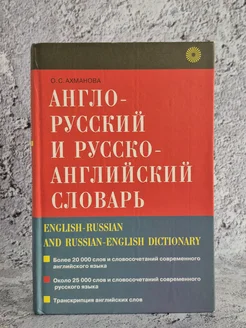 О. С. АХМАНОВА
АНГЛО-
РУССКИЙ
И РУССКО-
АНГЛИЙСКИЙ
СЛОВАРЬ
ENGLISH-RUSSIAN
AND RUSSIAN-ENGLISH DICTIONARY
Более 20 000 слов и словосочетаний современного
английского языка
Около 25 000 слов и словосочетаний современного
русского языка
Транскрипция английских слов